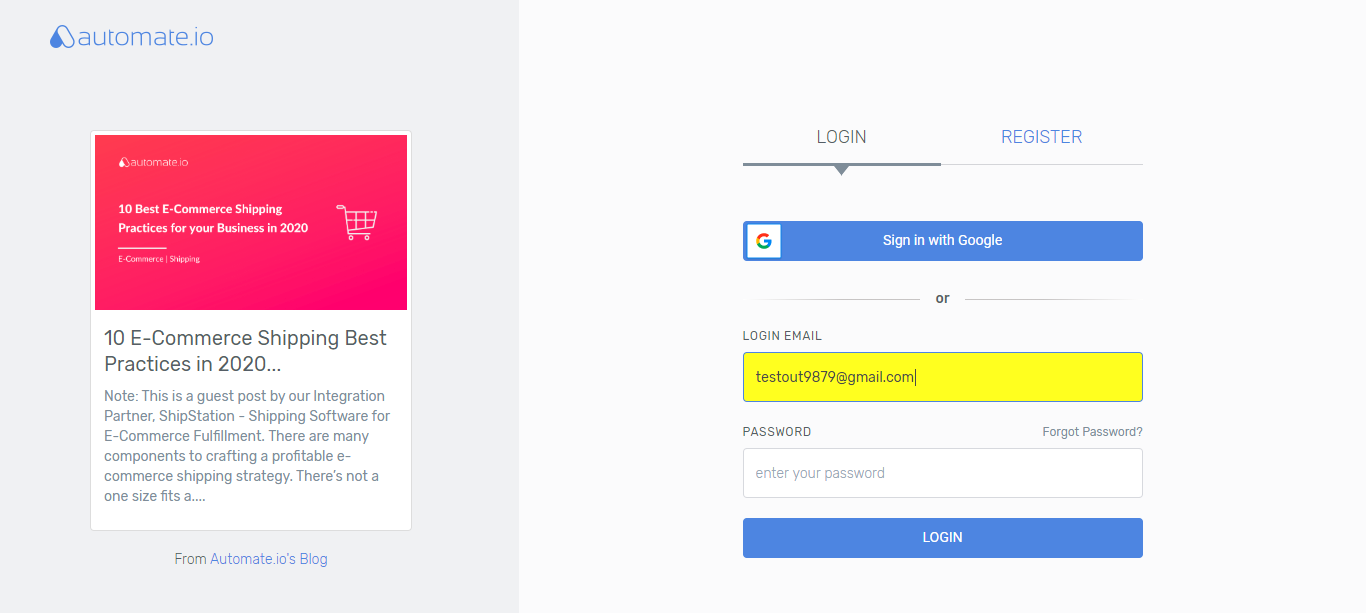 automate.io
automate.io
10 Best E-Commerce Shipping
Practices for your Business in 2020
E-Commerce | Shipping
10 E-Commerce Shipping Best
Practices in 2020...
Note: This is a guest post by our Integration
Partner, ShipStation - Shipping Software for
E-Commerce Fulfillment. There are many
components to crafting a profitable e-
commerce shipping strategy. There's not a
one size fits a....
From Automate.io's Blog
LOGIN
REGISTER
Sign in with Google
or
LOGIN EMAIL
testout9879@gmail.com
PASSWORD
Forgot Password?
enter your password
LOGIN